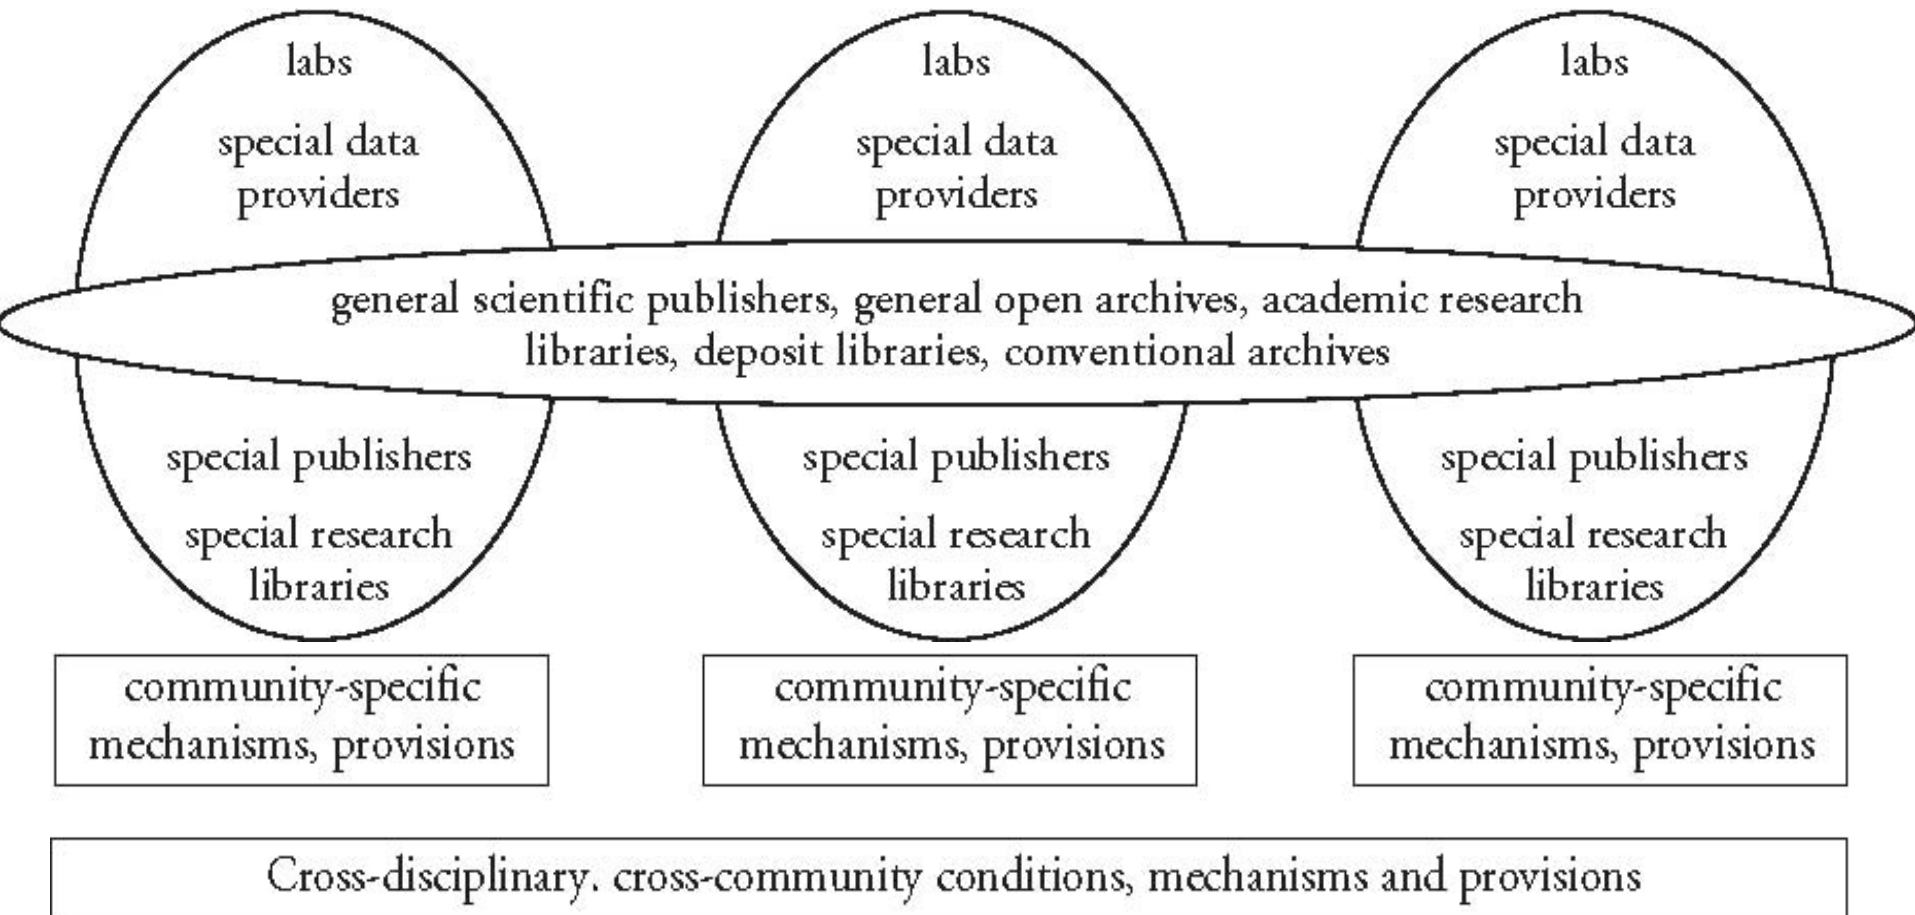 labs
special data
providers
labs
special data
providers
labs
special data
providers
general scientific publishers, general open archives, academic research
libraries, deposit libraries, conventional archives
special publishers
special research
libraries
special publishers
special research
libraries
special publishers
special research
libraries
community-specific
mechanisms, provisions
community-specific
mechanisms, provisions
community-specific
mechanisms, provisions
Cross-disciplinary. cross-community conditions, mechanisms and provisions